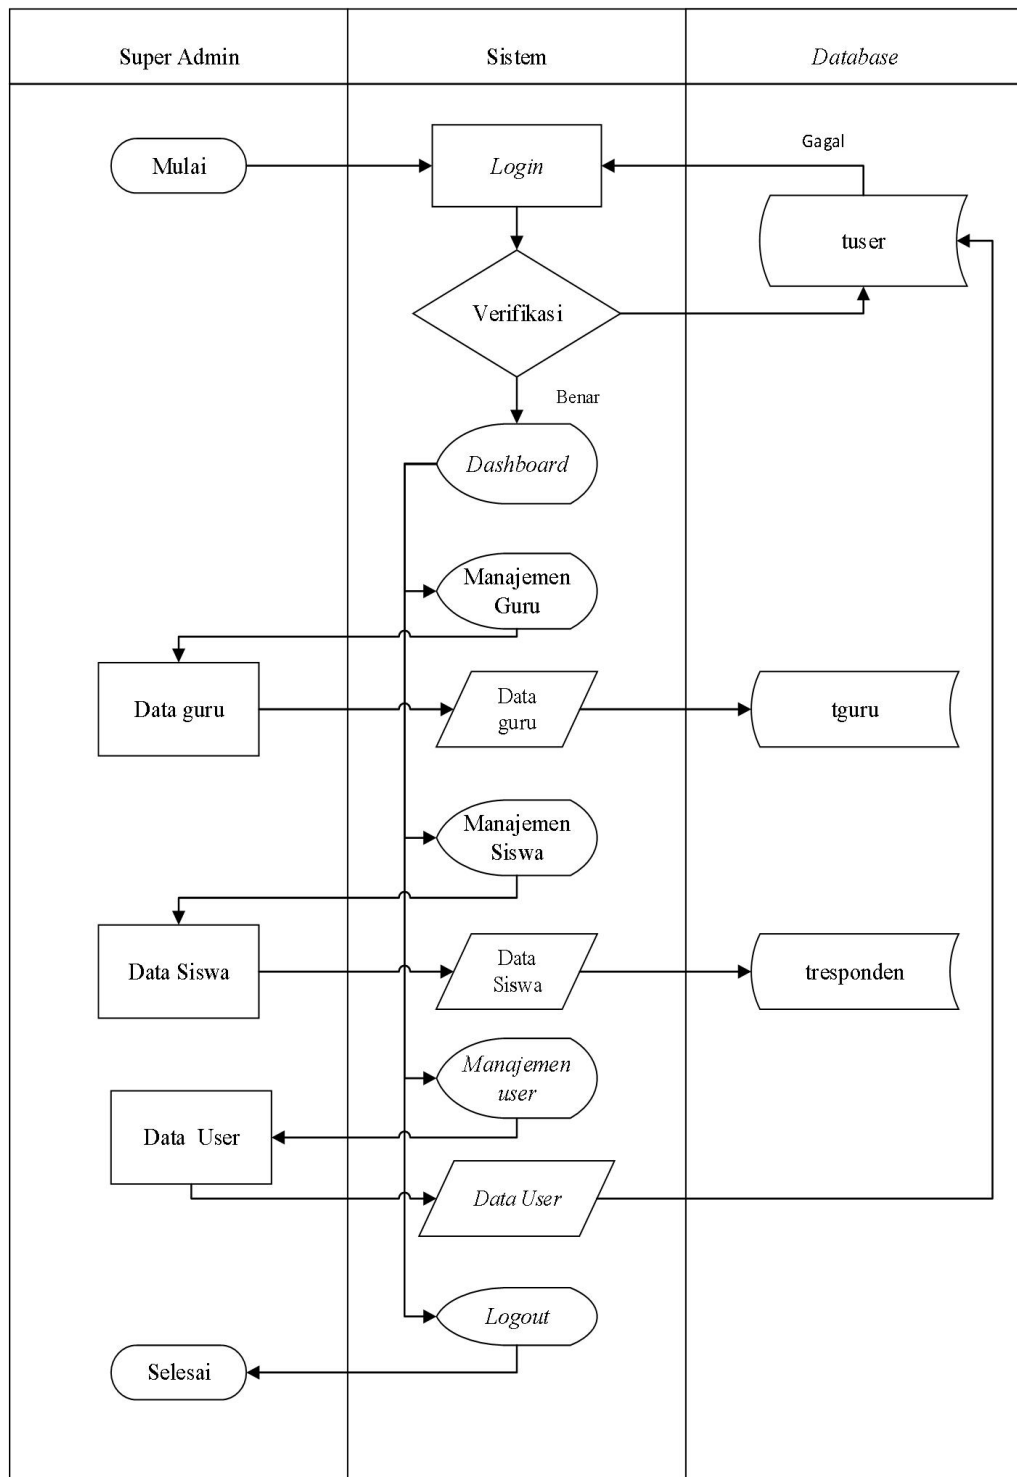 Super Admin
Sistem
Database
Mulai
Login
Gagal
tuser
Verifikasi
Benar
Dashboard
Manajemen
Guru
Data guru
Data
guru
tguru
Manajemen
Siswa
Data Siswa
Data
Siswa
tresponden
Manajemen
user
Data User
Data User
Logout
Selesai